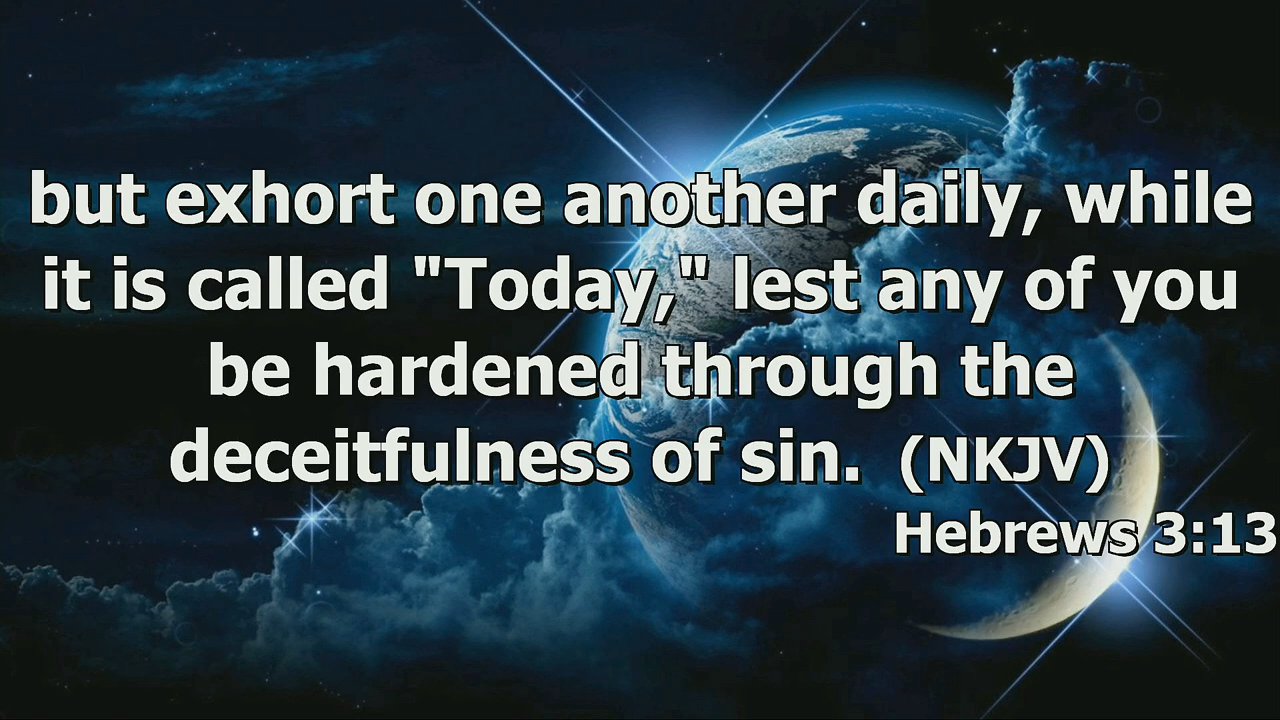 but exhort one another daily, while
it is called "Today," lest any of you
be hardened through the
deceitfulness of sin. (NKJV)
Hebrews 3:13